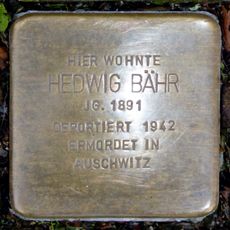 HIER WOHNTE
HEDWIG BÄHR
JG. 1891
DEPORTIERT 1942
ERMORDET IN
AUSCHWITZ